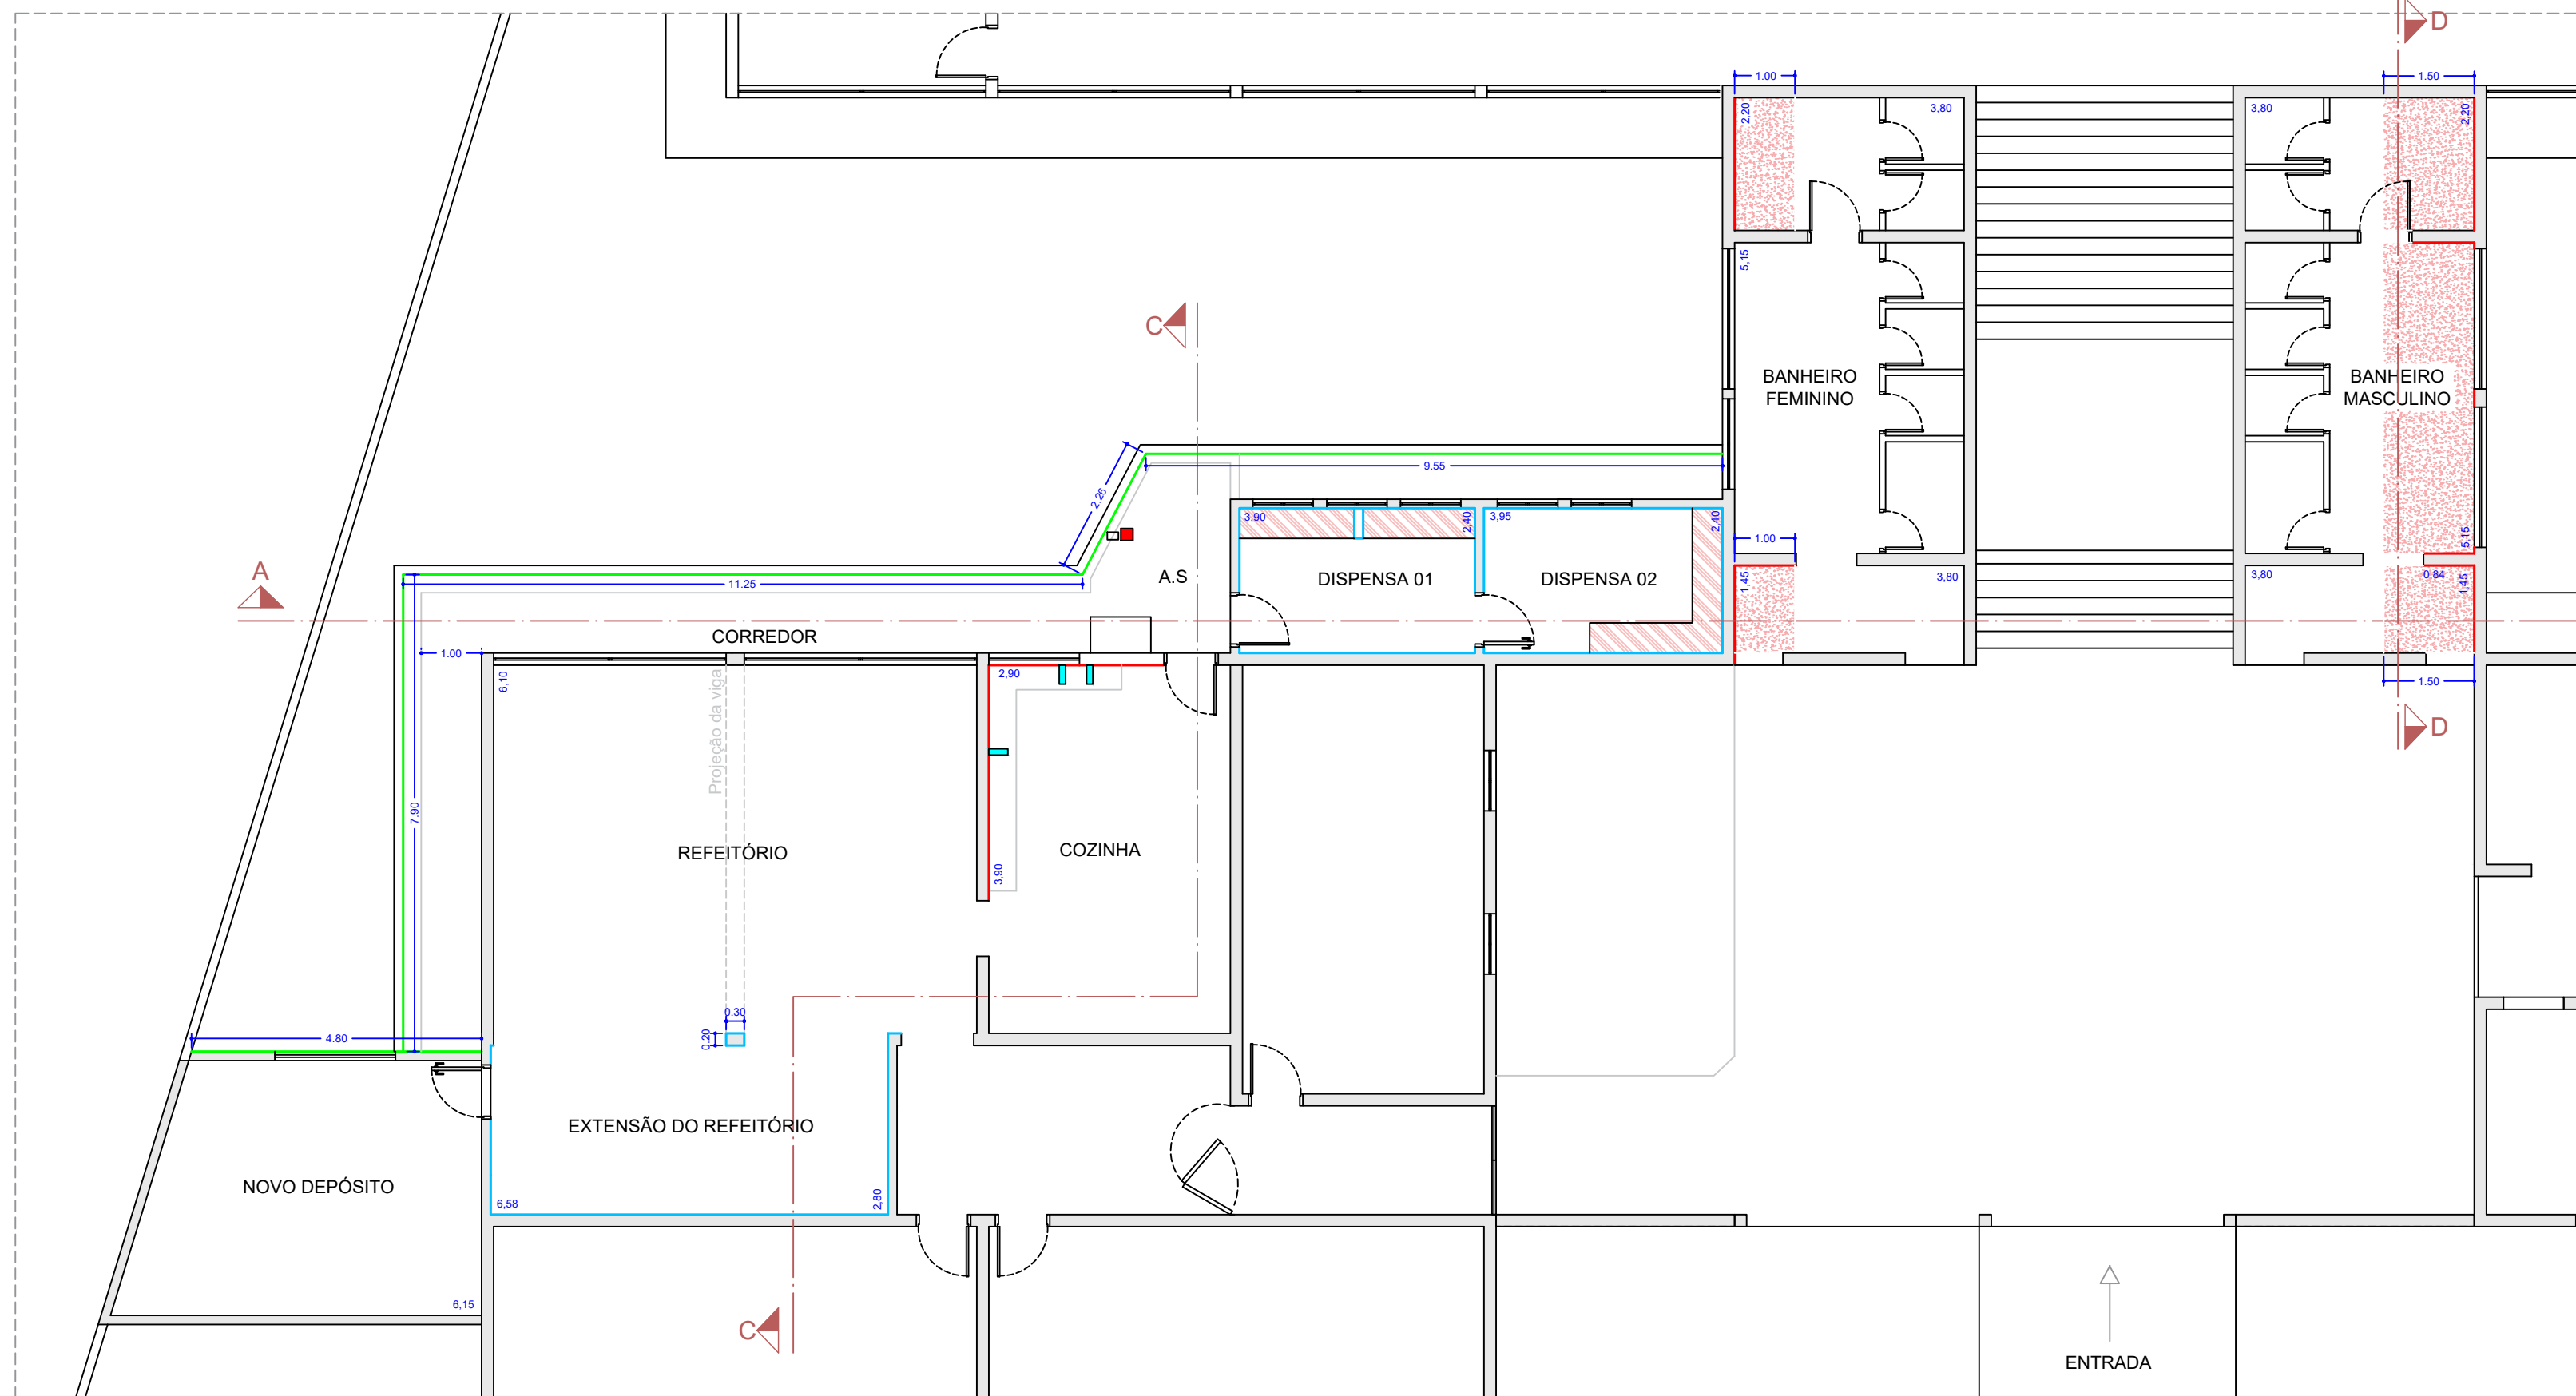 D
1.00
1.50
2,20
3,80
3,80
2,20
5,15
C
BANHEIRO
FEMININO
BANHEIRO
MASCULINO
9.55
2.26
3,90
2,40
3,95
2,40
1.00
5,15
A
11.25
A.S
DISPENSA 01
DISPENSA 02
1,45
3,80
3,80
0,84
1,45
CORREDOR
1.00
6,10
Projeção da viga
2,90
1.50
D
7.90
REFEITÓRIO
COZINHA
3,90
0.30
0.20
4.80
EXTENSÃO DO REFEITÓRIO
NOVO DEPÓSITO
6,58
2,80
6,15
C
ENTRADA